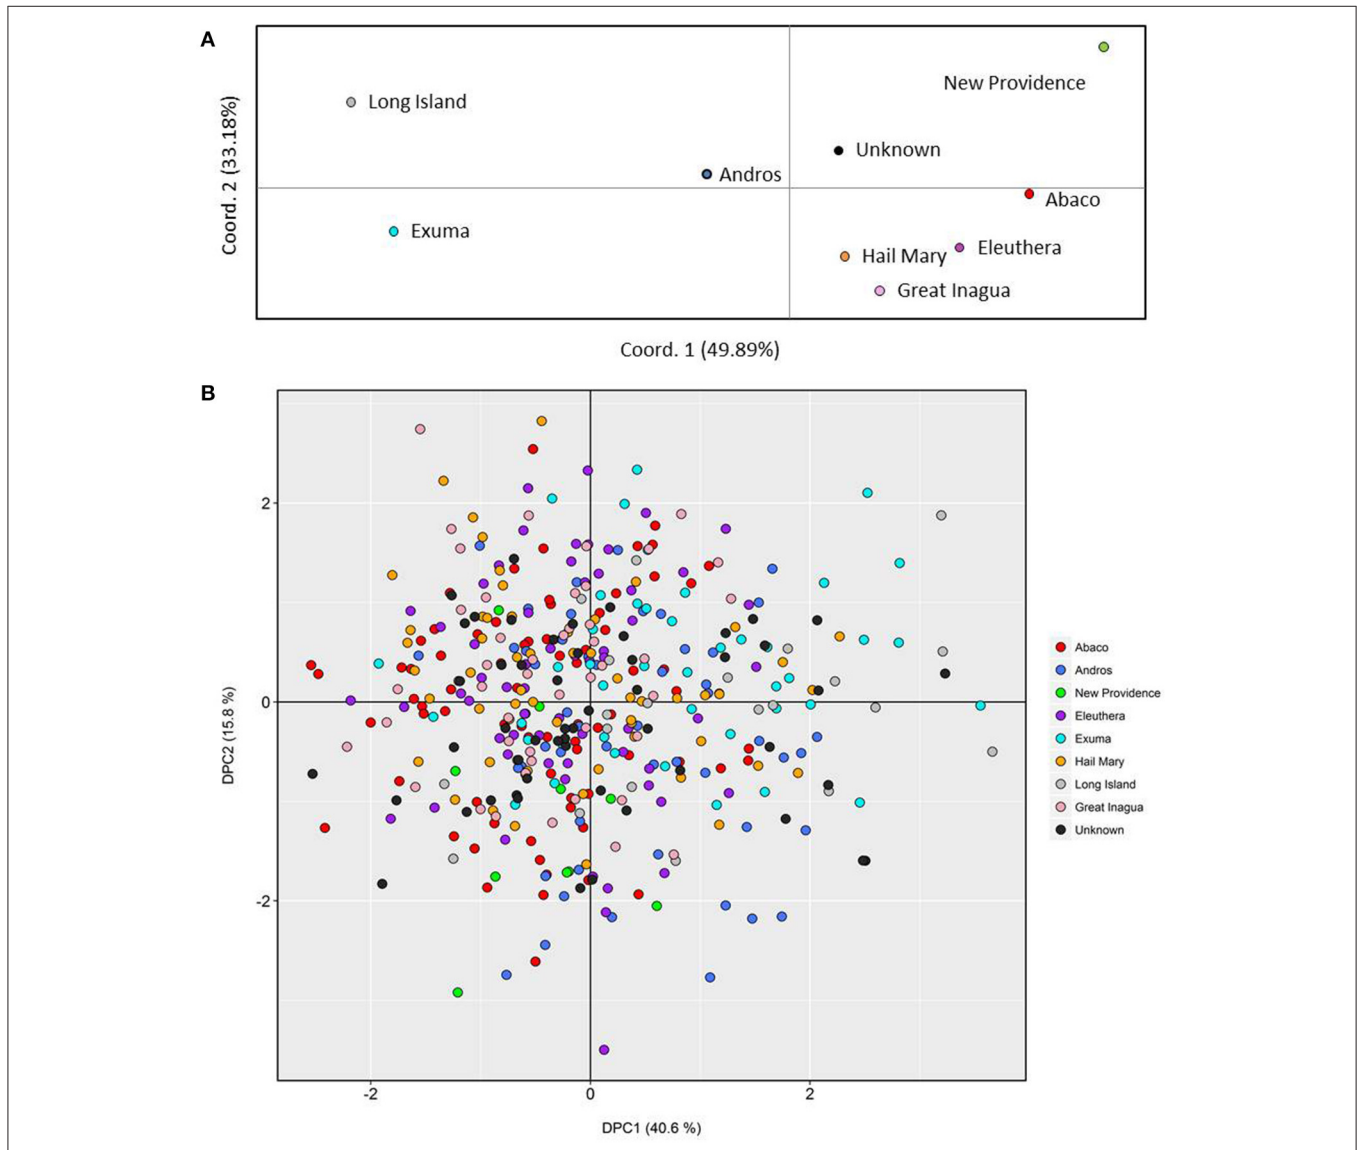 A
New Providence
Long Island
Unknown
Andros
Abaco
Exuma
Eleuthera
Hail Mary
Great Inagua
Coord. 2 (33.18%)
Coord. 1 (49.89%)
B
2
0
-2
DPC2 (15.8 %)
-2
0
2
DPC1 (40.6 %)
Abaco
Andros
New Providence
Eleuthera
Exuma
Hail Mary
Long Island
Great Inagua
Unknown